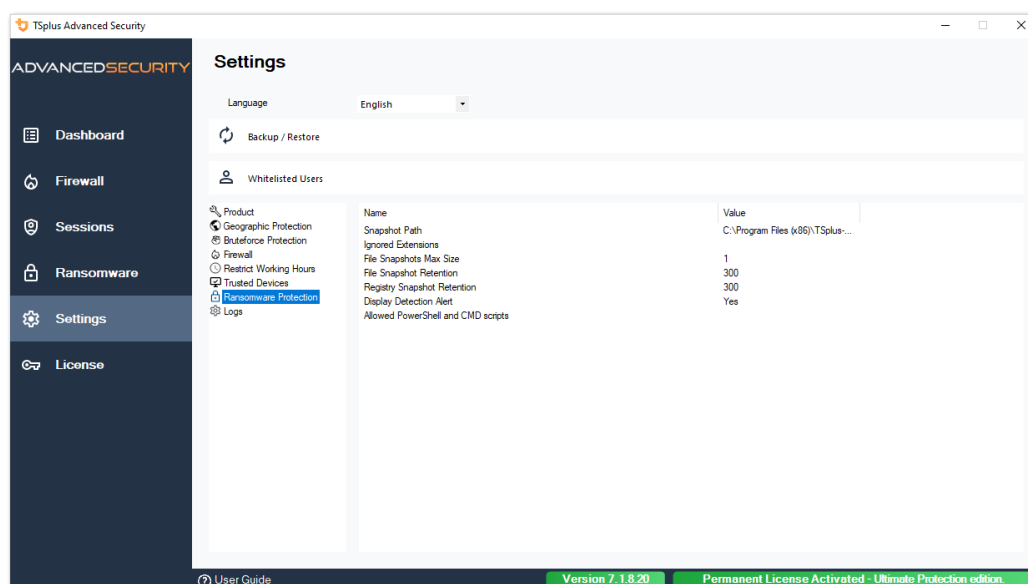 TSplus Advanced Security
ADVANCEDSECURITY
Settings
Language
English
Dashboard
Backup / Restore
Firewall
Whitelisted Users
Sessions
Ransomware
Settings
License
Product
Geographic Protection
Bruteforce Protection
Firewall
Restrict Working Hours
Trusted Devices
Ransomware Protection
Logs
Name Value
Snapshot Path C:\Program Files (x86)\TSplus-...
Ignored Extensions
File Snapshots Max Size 1
File Snapshot Retention 300
Registry Snapshot Retention 300
Display Detection Alert Yes
Allowed PowerShell and CMD scripts
User Guide
Version 7.1.8.20
Permanent License Activated - Ultimate Protection edition.